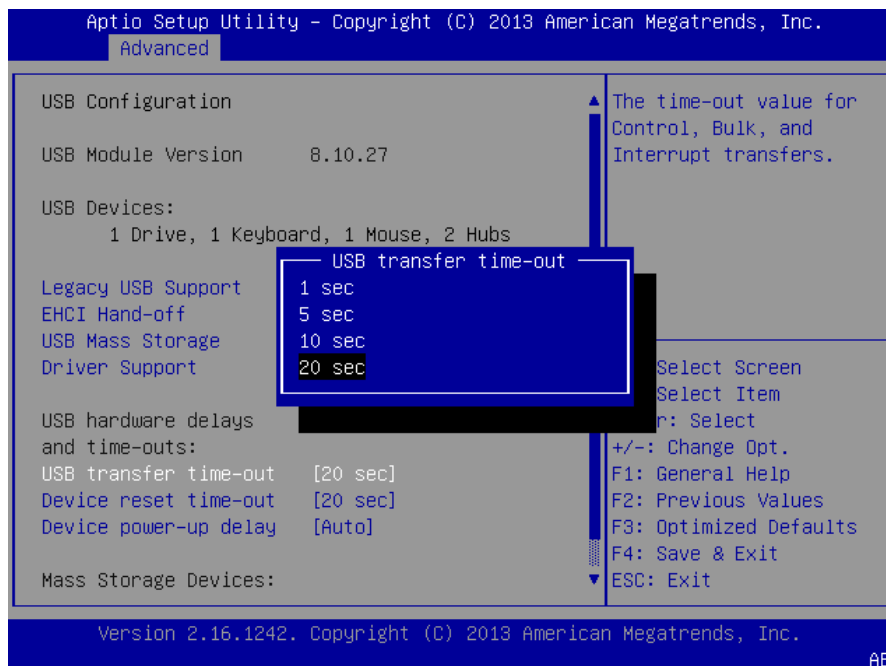 Aptio Setup Utility – Copyright (C) 2013 American Megatrends, Inc.
Advanced
USB Configuration
USB Module Version 8.10.27
USB Devices:
1 Drive, 1 Keyboard, 1 Mouse, 2 Hubs
Legacy USB Support
EHCI Hand-off
USB Mass Storage
Driver Support
USB hardware delays
and time-outs:
USB transfer time-out [20 sec]
Device reset time-out [20 sec]
Device power-up delay [Auto]
Mass Storage Devices:
USB transfer time-out
1 sec
5 sec
10 sec
20 sec
The time-out value for
Control, Bulk, and
Interrupt transfers.
Select Screen
Select Item
r: Select
+/-: Change Opt.
F1: General Help
F2: Previous Values
F3: Optimized Defaults
F4: Save & Exit
ESC: Exit
Version 2.16.1242. Copyright (C) 2013 American Megatrends, Inc.